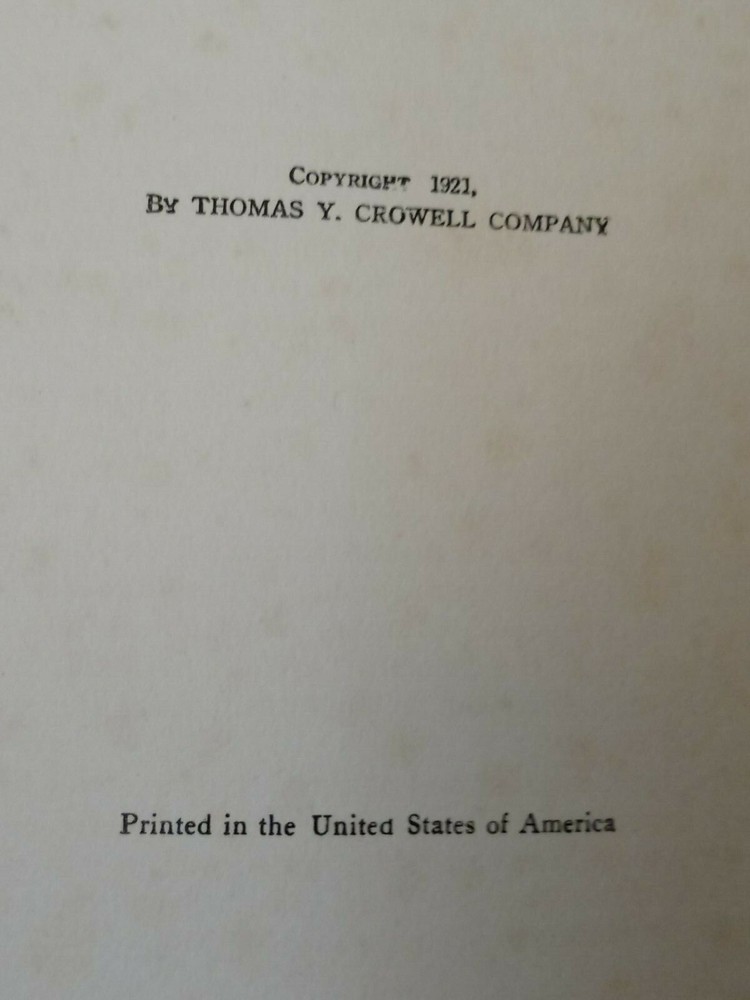 COPYRIGHT 1921,
BY THOMAS Y. CROWELL COMPANY
Printed in the United States of America